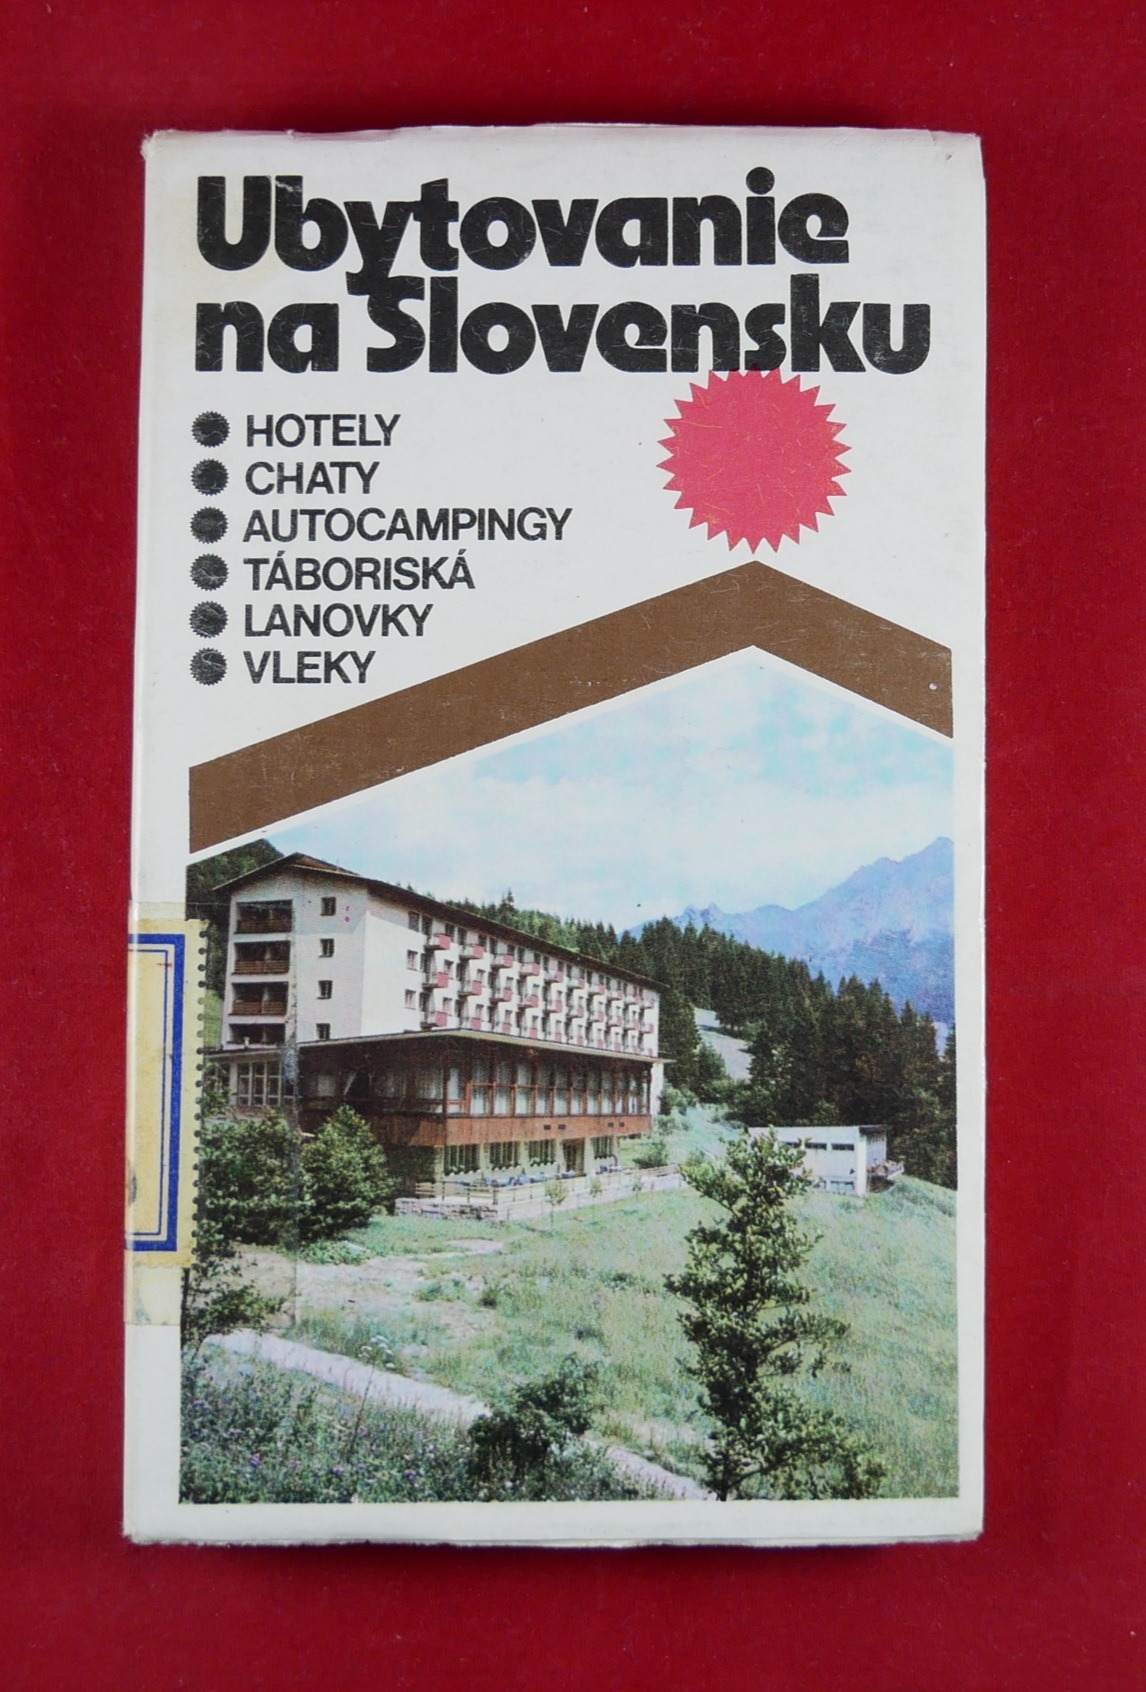 Ubytovanie
na Slovensku
HOTELY
CHATY
AUTOCAMPINGY
TÁBORISKÁ
LANOVKY
VLEKY